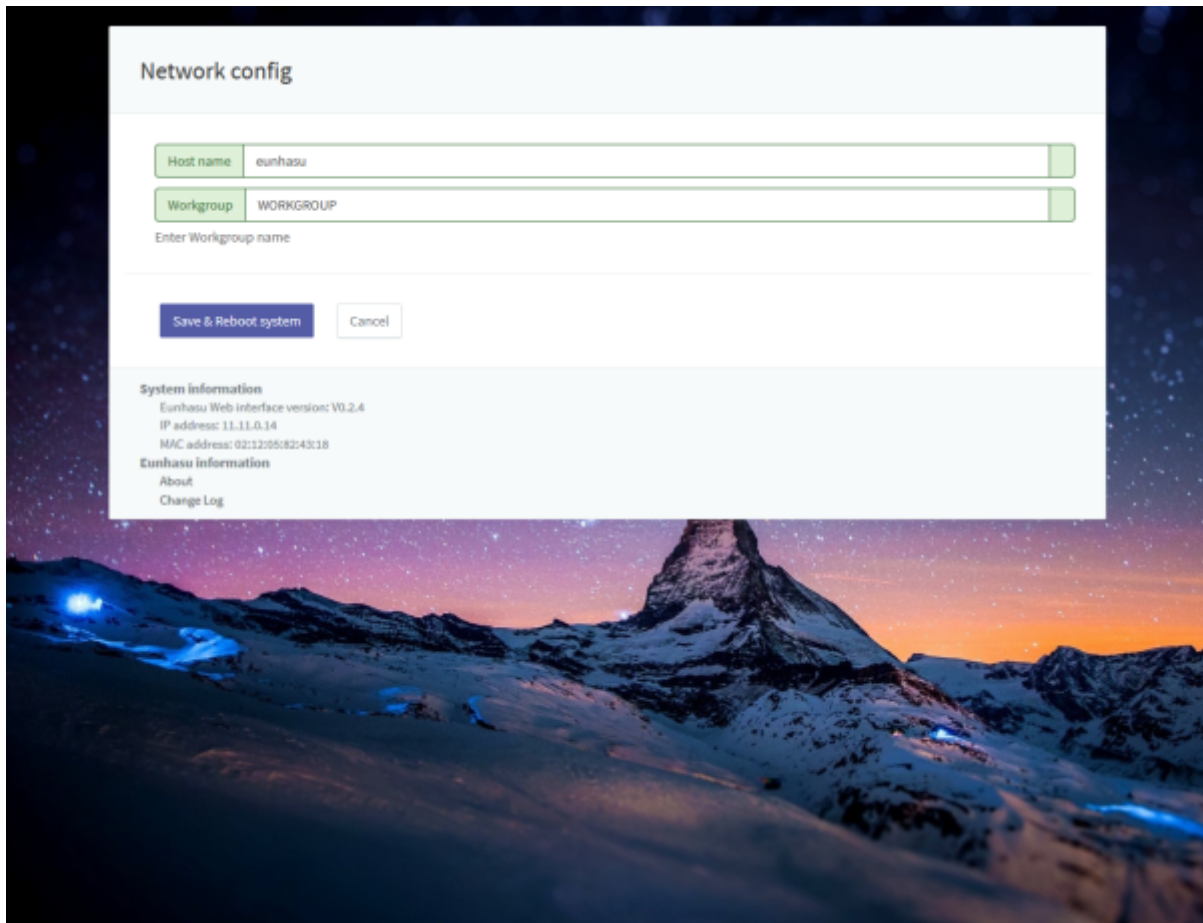 Network config
Host name eunhasu
Workgroup WORKGROUP
Enter Workgroup name
Save & Reboot system Cancel
System information
Eunhasu Web interface version: V0.2.4
IP address: 11.11.0.14
MAC address: 02:12:05:82:43:18
Eunhasu information
About
Change Log